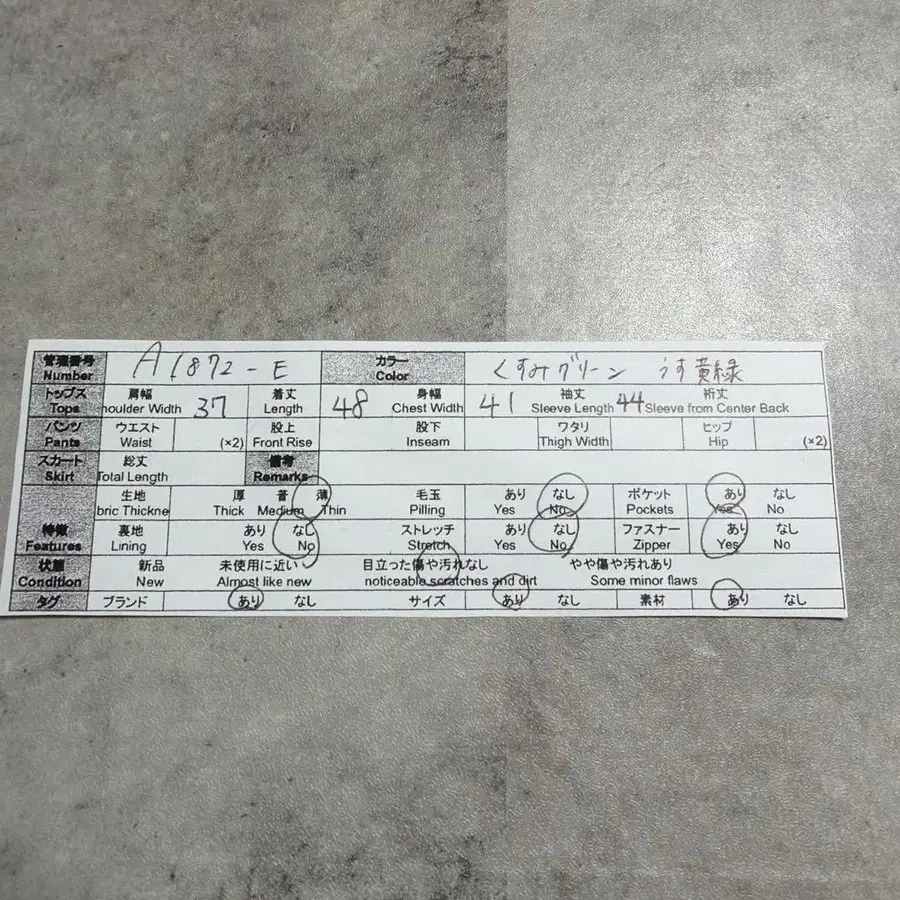 管理番号 A1872-E カラー くすみグリーン うす黄緑
Number Color
トップス 肩幅 37 着丈 48 身幅 41 袖丈 44 裄丈
Tops houlder Width Length Chest Width Sleeve Length Sleeve from Center Back
パンツ ウエスト 股上 股下 ワタリ ヒップ
Pants Waist (×2) Front Rise Inseam Thigh Width Hip (×2)
スカート 総丈 備考
Skirt Total Length Remarks
生地 厚 普 薄 毛玉 あり なし ポケット あり なし
bric Thickne Thick Medium Thin Pilling Yes No Pockets Yes No
特徴 裏地 あり なし ストレッチ あり なし ファスナー あり なし
Features Lining Yes No Stretch Yes No Zipper Yes No
状態 新品 未使用に近い 目立った傷や汚れなし やや傷や汚れあり
Condition New Almost like new noticeable scratches and dirt Some minor flaws
タグ ブランド あり なし サイズ あり なし 素材 あり なし